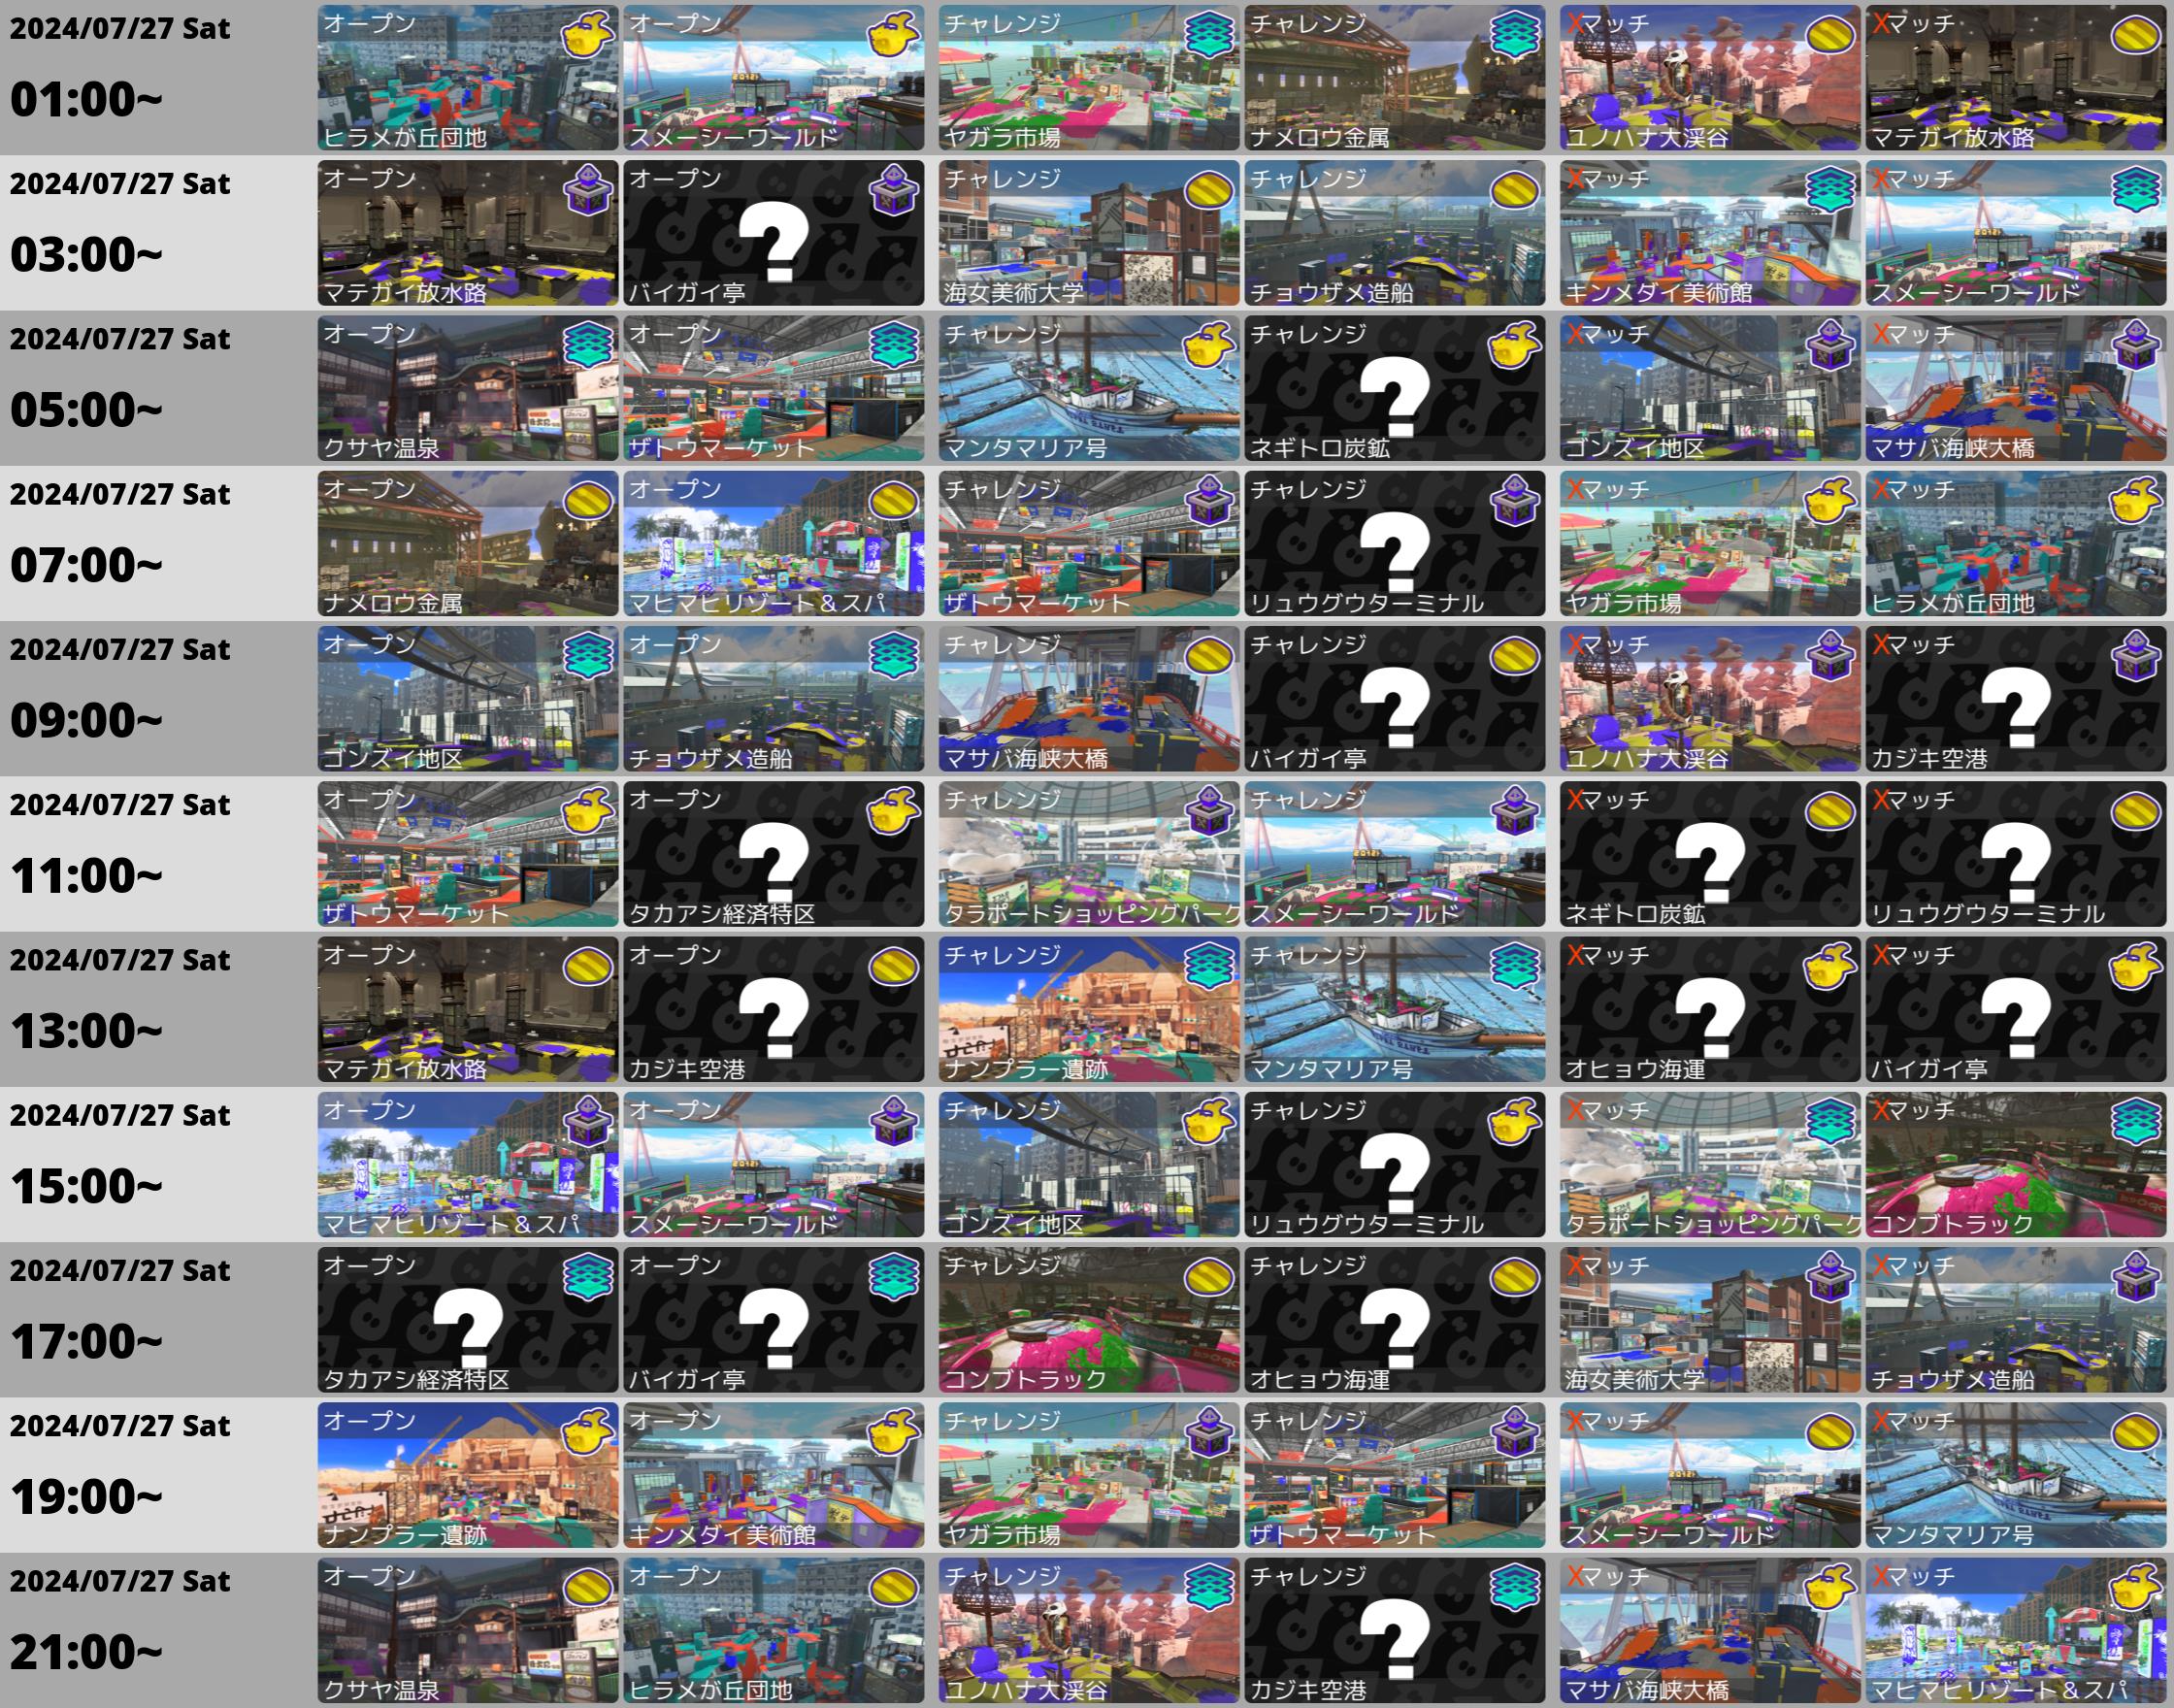 2024/07/27 Sat
01:00~
オープン
ヒラメが丘団地
オープン
スメーシーワールド
チャレンジ
ヤガラ市場
チャレンジ
ナメロウ金属
Xマッチ
ユノハナ大渓谷
Xマッチ
マテガイ放水路
2024/07/27 Sat
03:00~
オープン
マテガイ放水路
オープン
?
バイガイ亭
チャレンジ
海女美術大学
チャレンジ
チョウザメ造船
Xマッチ
キンメダイ美術館
Xマッチ
スメーシーワールド
2024/07/27 Sat
05:00~
オープン
クサヤ温泉
オープン
ザトウマーケット
チャレンジ
マンタマリア号
チャレンジ
?
ネギトロ炭鉱
Xマッチ
ゴンズイ地区
Xマッチ
マサバ海峡大橋
2024/07/27 Sat
07:00~
オープン
ナメロウ金属
オープン
マヒマヒリゾート&スパ
チャレンジ
ザトウマーケット
チャレンジ
?
リュウグウターミナル
Xマッチ
ヤガラ市場
Xマッチ
ヒラメが丘団地
2024/07/27 Sat
09:00~
オープン
ゴンズイ地区
オープン
チョウザメ造船
チャレンジ
マサバ海峡大橋
チャレンジ
?
バイガイ亭
Xマッチ
ユノハナ大渓谷
Xマッチ
?
カジキ空港
2024/07/27 Sat
11:00~
オープン
ザトウマーケット
オープン
?
タカアシ経済特区
チャレンジ
タラポートショッピングパーク
チャレンジ
スメーシーワールド
Xマッチ
?
ネギトロ炭鉱
Xマッチ
?
リュウグウターミナル
2024/07/27 Sat
13:00~
オープン
マテガイ放水路
オープン
?
カジキ空港
チャレンジ
ナンプラー遺跡
チャレンジ
マンタマリア号
Xマッチ
?
オヒョウ海運
Xマッチ
?
バイガイ亭
2024/07/27 Sat
15:00~
オープン
マヒマヒリゾート&スパ
オープン
スメーシーワールド
チャレンジ
ゴンズイ地区
チャレンジ
?
リュウグウターミナル
Xマッチ
タラポートショッピングパーク
Xマッチ
コンブトラック
2024/07/27 Sat
17:00~
オープン
?
タカアシ経済特区
オープン
?
バイガイ亭
チャレンジ
コンブトラック
チャレンジ
?
オヒョウ海運
Xマッチ
海女美術大学
Xマッチ
チョウザメ造船
2024/07/27 Sat
19:00~
オープン
ナンプラー遺跡
オープン
キンメダイ美術館
チャレンジ
ヤガラ市場
チャレンジ
ザトウマーケット
Xマッチ
スメーシーワールド
Xマッチ
マンタマリア号
2024/07/27 Sat
21:00~
オープン
クサヤ温泉
オープン
ヒラメが丘団地
チャレンジ
ユノハナ大渓谷
チャレンジ
?
カジキ空港
Xマッチ
マサバ海峡大橋
Xマッチ
マヒマヒリゾート&スパ